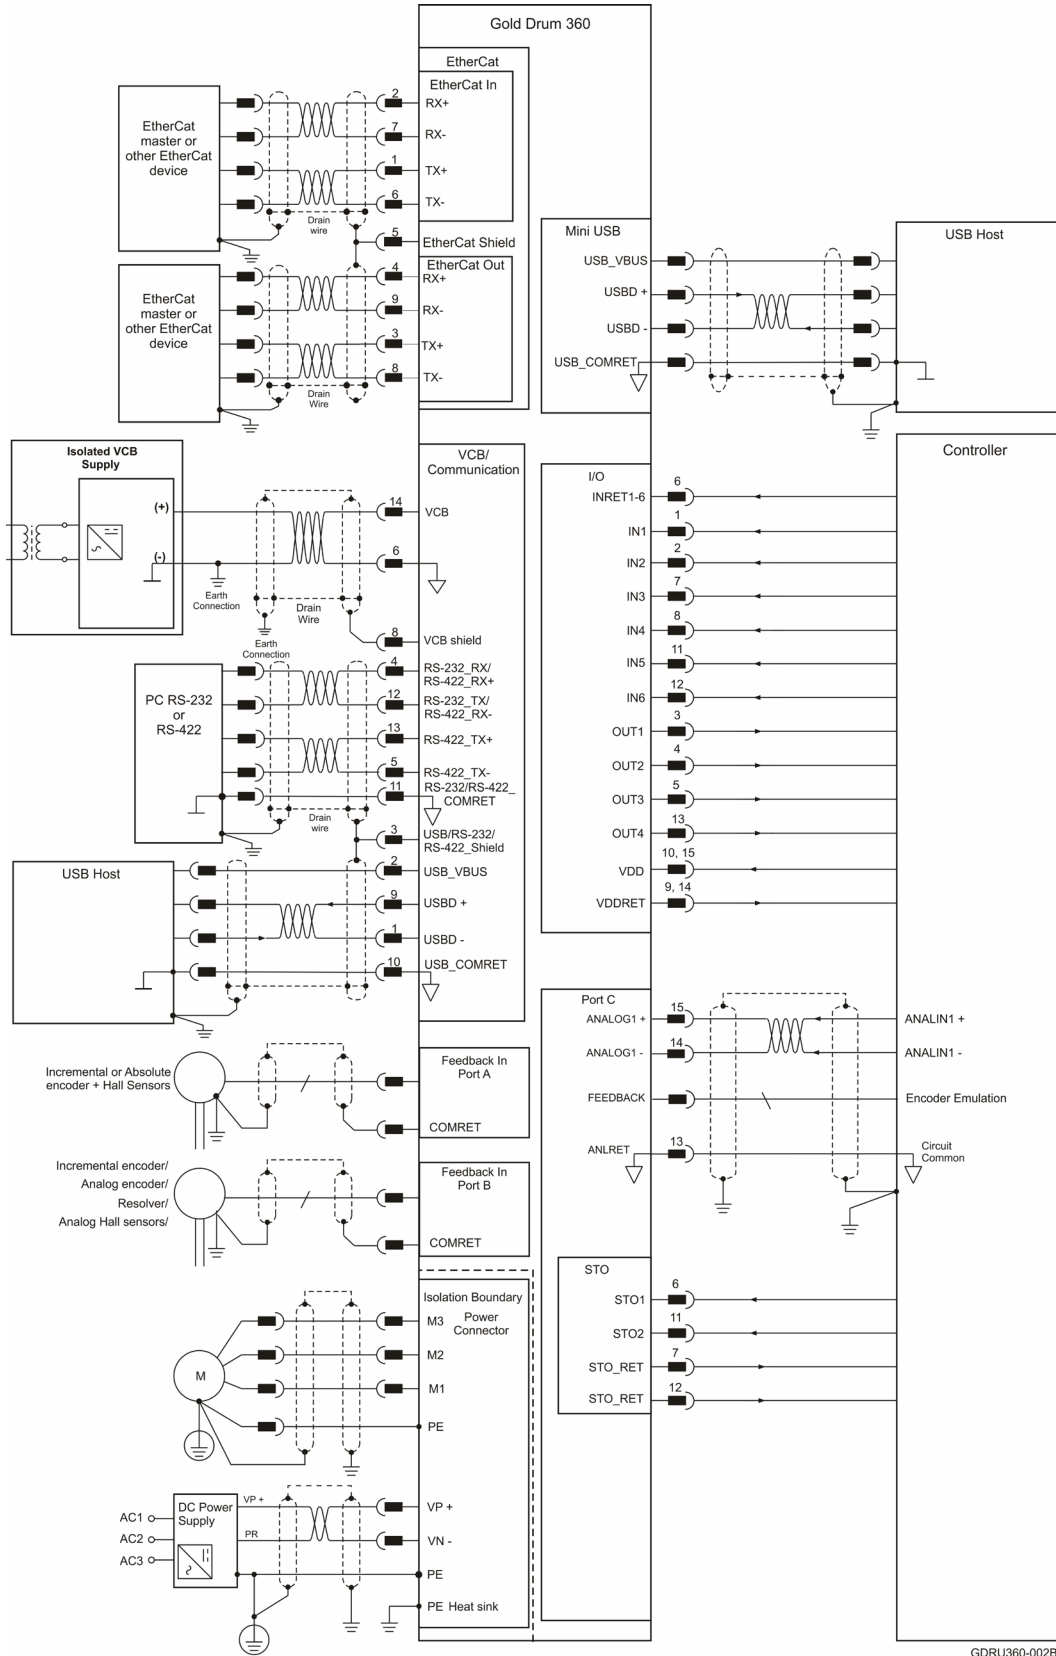 Gold Drum 360
EtherCat
EtherCat In
EtherCat
master or
other EtherCat
device
2
RX+
7
RX-
1
TX+
6
TX-
Drain
wire
5
EtherCat Shield
EtherCat Out
EtherCat
master or
other EtherCat
device
4
RX+
9
RX-
3
TX+
8
TX-
Drain
Wire
Isolated VCB
Supply
(+)
(-)
Earth
Connection
Earth
Connection
Drain
Wire
VCB/
Communication
14
VCB
6
8
VCB shield
PC RS-232
or
RS-422
4
RS-232_RX/
RS-422_RX+
12
RS-232_TX/
RS-422_RX-
13
RS-422_TX+
5
RS-422_TX-
11
RS-232/RS-422_
COMRET
Drain
wire
3
USB/RS-232/
RS-422_Shield
USB Host
2
USB_VBUS
9
USBD +
1
USBD -
10
USB_COMRET
Incremental or Absolute
encoder + Hall Sensors
Feedback In
Port A
COMRET
Incremental encoder/
Analog encoder/
Resolver/
Analog Hall sensors/
Feedback In
Port B
COMRET
Isolation Boundary
Power
Connector
M
M3
M2
M1
PE
AC1
AC2
AC3
DC Power
Supply
VP +
PR
VP +
VN -
PE
PE Heat sink
Mini USB
USB_VBUS
USBD +
USBD -
USB_COMRET
USB Host
Controller
I/O
INRET1-6
6
IN1
1
IN2
2
IN3
7
IN4
8
IN5
11
IN6
12
OUT1
3
OUT2
4
OUT3
5
OUT4
13
VDD
10, 15
VDDRET
9, 14
Port C
ANALOG1 +
15
ANALIN1 +
ANALOG1 -
14
ANALIN1 -
FEEDBACK
Encoder Emulation
ANLRET
13
Circuit
Common
STO
STO1
6
STO2
11
STO_RET
7
STO_RET
12
GDRU360-002B